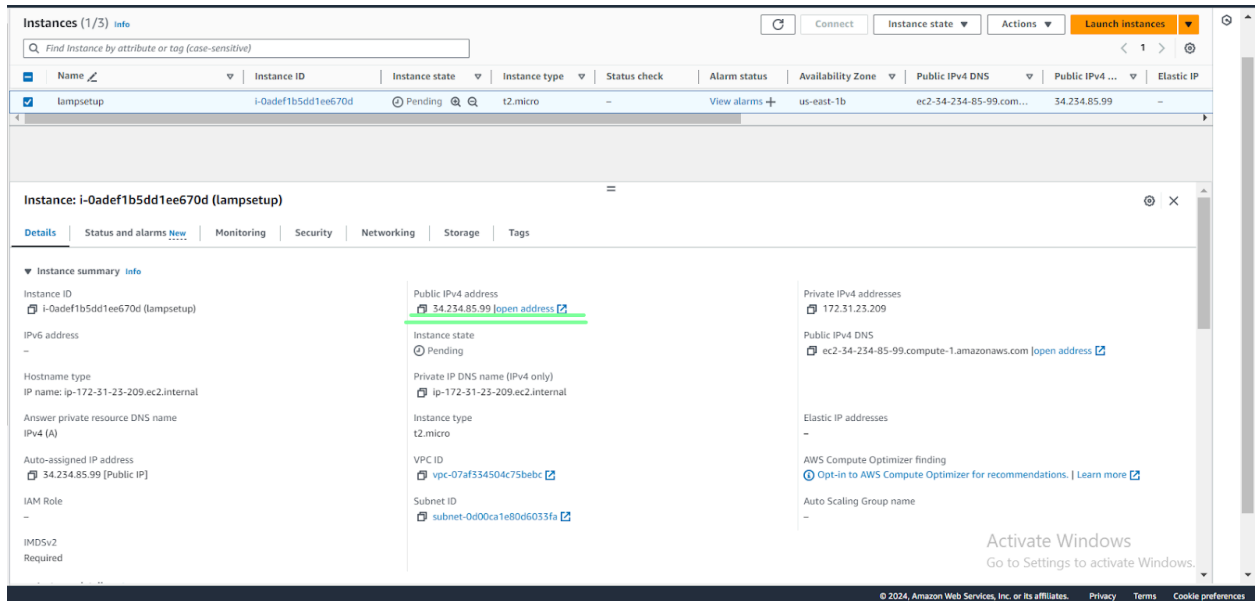 Instances (1/3) Info
Connect
Instance state
Actions
Launch instances
Find Instance by attribute or tag (case-sensitive)
1
Name
Instance ID
Instance state
Instance type
Status check
Alarm status
Availability Zone
Public IPv4 DNS
Public IPv4 ...
Elastic IP
lampsetup
i-0adef1b5dd1ee670d
Pending
t2.micro
–
View alarms +
us-east-1b
ec2-34-234-85-99.com...
34.234.85.99
–
Instance: i-0adef1b5dd1ee670d (lampsetup)
Details
Status and alarms New
Monitoring
Security
Networking
Storage
Tags
Instance summary Info
Instance ID
i-0adef1b5dd1ee670d (lampsetup)
Public IPv4 address
34.234.85.99 |open address
Private IPv4 addresses
172.31.23.209
IPv6 address
–
Instance state
Pending
Public IPv4 DNS
ec2-34-234-85-99.compute-1.amazonaws.com |open address
Hostname type
IP name: ip-172-31-23-209.ec2.internal
Private IP DNS name (IPv4 only)
ip-172-31-23-209.ec2.internal
Answer private resource DNS name
IPv4 (A)
Instance type
t2.micro
Elastic IP addresses
–
Auto-assigned IP address
34.234.85.99 [Public IP]
VPC ID
vpc-07af334504c75bebc
AWS Compute Optimizer finding
Opt-in to AWS Compute Optimizer for recommendations. | Learn more
IAM Role
–
Subnet ID
subnet-0d00ca1e80d6033fa
Auto Scaling Group name
–
IMDSv2
Required
Activate Windows
Go to Settings to activate Windows.
© 2024, Amazon Web Services, Inc. or its affiliates.
Privacy
Terms
Cookie preferences